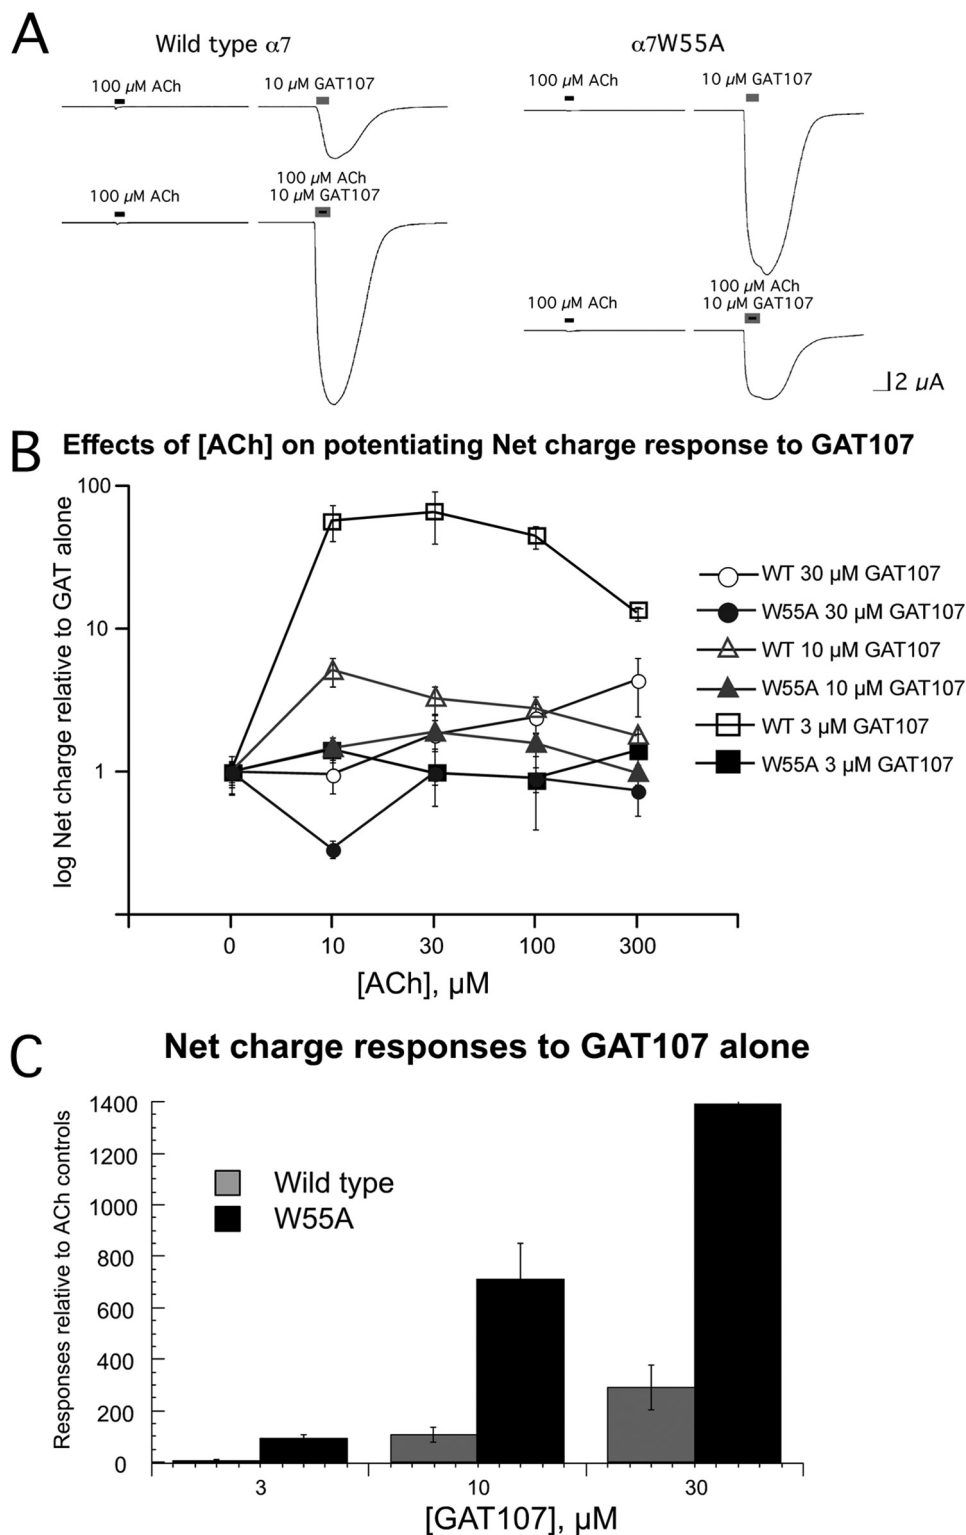 A
Wild type α7
α7W55A
100 µM ACh
10 µM GAT107
100 µM ACh
10 µM GAT107
100 µM ACh
100 µM ACh
10 µM GAT107
100 µM ACh
100 µM ACh
10 µM GAT107
2 µA
B
Effects of [ACh] on potentiating Net charge response to GAT107
log Net charge relative to GAT alone
100
10
1
0
10
30
100
300
[ACh], µM
WT 30 µM GAT107
W55A 30 µM GAT107
WT 10 µM GAT107
W55A 10 µM GAT107
WT 3 µM GAT107
W55A 3 µM GAT107
C
Net charge responses to GAT107 alone
Responses relative to ACh controls
1400
1200
1000
800
600
400
200
0
Wild type
W55A
3
10
30
[GAT107], µM